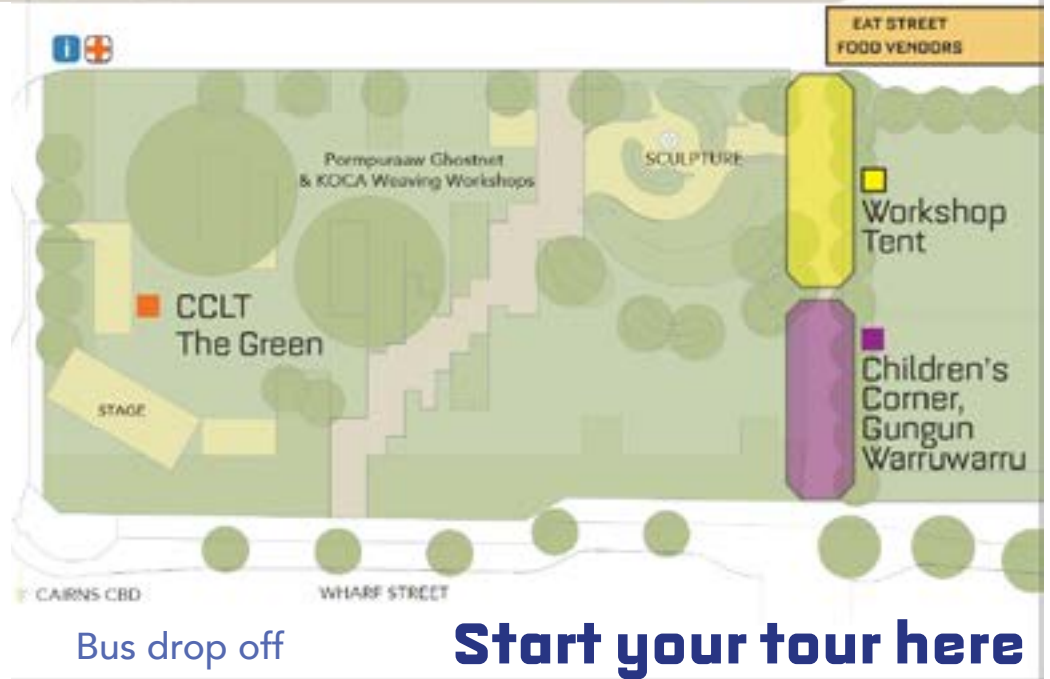 EAT STREET
FOOD VENDORS
i
Pormpuraaw Ghostnet
& KOCA Weaving Workshops
SCULPTURE
Workshop
Tent
CCLT
The Green
Children's
Corner,
Gungun
Warruwarru
STAGE
CAIRNS CBD
WHARF STREET
Bus drop off
Start your tour here